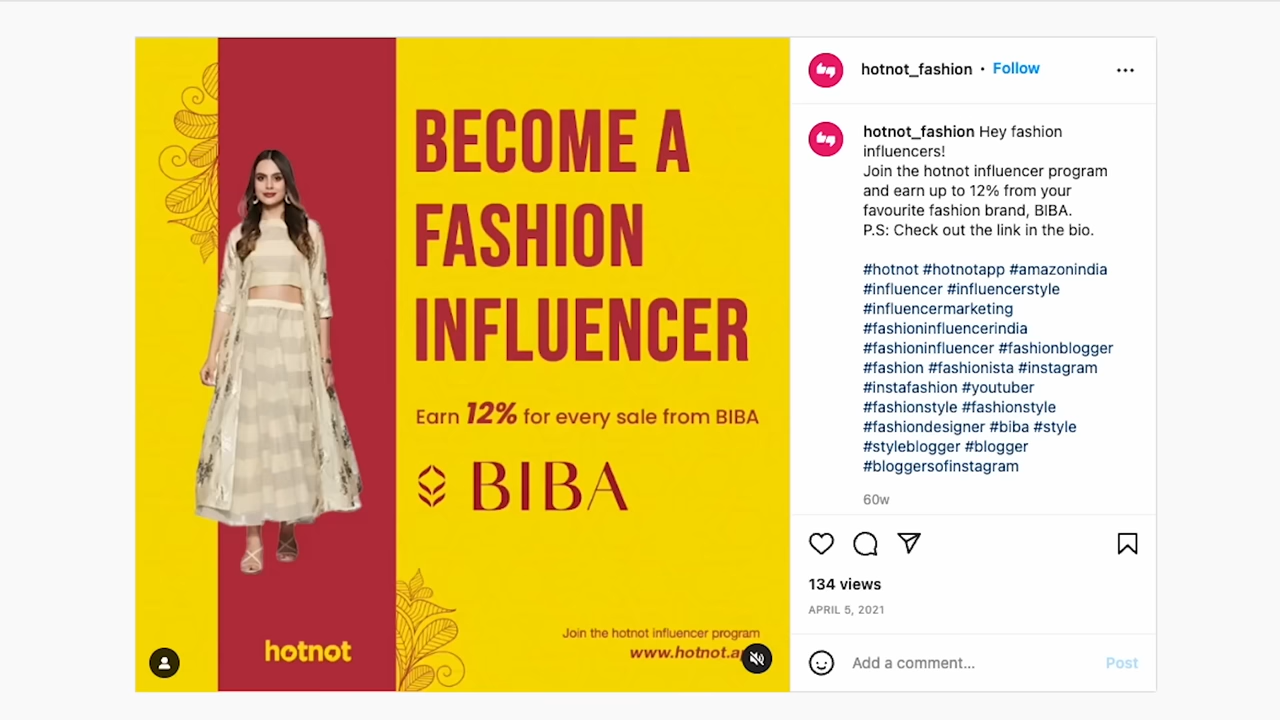 BECOME A
FASHION
INFLUENCER
Earn 12% for every sale from BIBA
BIBA
hotnot
Join the hotnot influencer program
www.hotnot.a
hotnot_fashion • Follow
hotnot_fashion Hey fashion
influencers!
Join the hotnot influencer program
and earn up to 12% from your
favourite fashion brand, BIBA.
P.S: Check out the link in the bio.
#hotnot #hotnotapp #amazonindia
#influencer #influencerstyle
#influencermarketing
#fashioninfluencerindia
#fashioninfluencer #fashionblogger
#fashion #fashionista #instagram
#instafashion #youtuber
#fashionstyle #fashionstyle
#fashiondesigner #biba #style
#styleblogger #blogger
#bloggersofinstagram
60w
134 views
APRIL 5, 2021
Add a comment...
Post